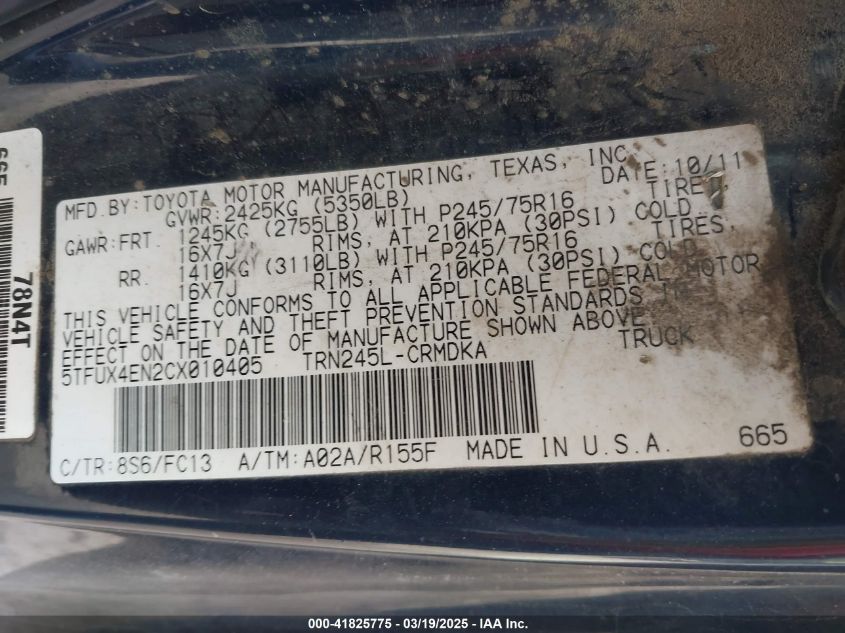 665
78N4T
MFD. BY: TOYOTA MOTOR MANUFACTURING, TEXAS, INC. DATE: 10/11
GVWR: 2425KG (5350LB)
GAWR: FRT. 1245KG (2755LB) WITH P245/75R16 TIRES,
16X7J RIMS, AT 210KPA (30PSI) COLD
RR. 1410KG (3110LB) WITH P245/75R16 TIRES,
16X7J RIMS, AT 210KPA (30PSI) COLD
THIS VEHICLE CONFORMS TO ALL APPLICABLE FEDERAL MOTOR
VEHICLE SAFETY AND THEFT PREVENTION STANDARDS
EFFECT ON THE DATE OF MANUFACTURE SHOWN ABOVE
5TFUX4EN2CX010405 TRN245L-CRMDKA TRUCK
C/TR: 8S6/FC13 A/TM: A02A/R155F MADE IN U.S.A. 665
000-41825775 — 03/19/2025 — IAA Inc.